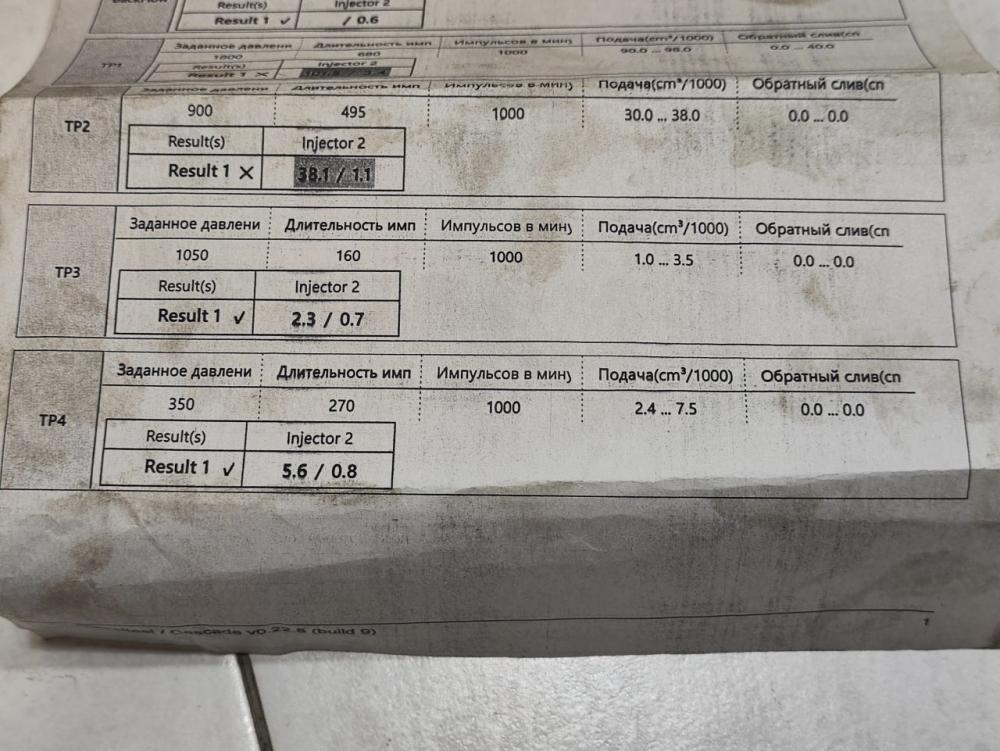 Result(s) Injector 2
Result 1 ✓ / 0.6
TP1 Заданное давлени Длительность имп Импульсов в мин Подача(cm³/1000) Обратный слив(сп
1800 680 1000 0.0 ... 40.0
Result(s) Injector 2
Result 1 ✕
Заданное давлени Длительность имп Импульсов в мин) Подача(cm³/1000) Обратный слив(сп
TP2 900 495 1000 30.0 ... 38.0 0.0 ... 0.0
Result(s) Injector 2
Result 1 ✕ 38.1 / 1.1
Заданное давлени Длительность имп Импульсов в мин) Подача(cm³/1000) Обратный слив(сп
TP3 1050 160 1000 1.0 ... 3.5 0.0 ... 0.0
Result(s) Injector 2
Result 1 ✓ 2.3 / 0.7
Заданное давлени Длительность имп Импульсов в мин) Подача(cm³/1000) Обратный слив(сп
TP4 350 270 1000 2.4 ... 7.5 0.0 ... 0.0
Result(s) Injector 2
Result 1 ✓ 5.6 / 0.8
/ Cascade v0.22.6 (build 9) 1